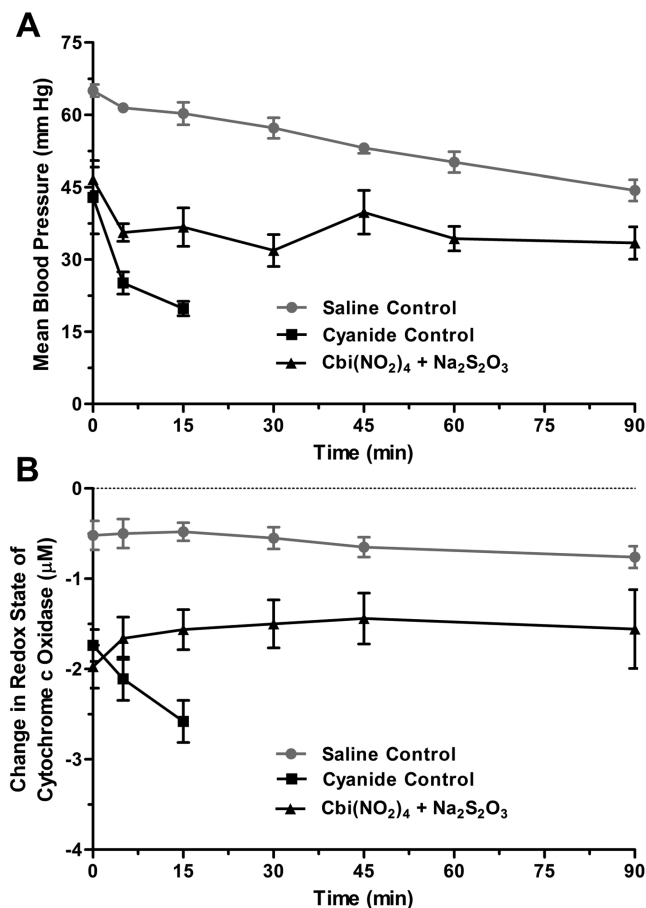 A
Mean Blood Pressure (mm Hg)
75
60
45
30
15
0
Saline Control
Cyanide Control
Cbi(NO₂)₄ + Na₂S₂O₃
0 15 30 45 60 75 90
Time (min)
B
Change in Redox State of
Cytochrome c Oxidase (μM)
0
-1
-2
-3
-4
Saline Control
Cyanide Control
Cbi(NO₂)₄ + Na₂S₂O₃
0 15 30 45 60 75 90
Time (min)